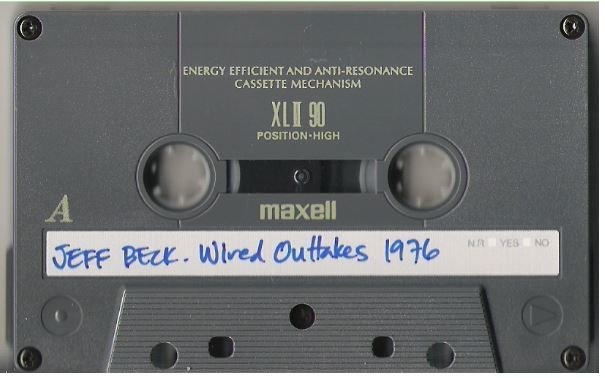 ENERGY EFFICIENT AND ANTI-RESONANCE
CASSETTE MECHANISM
XLII 90
POSITION·HIGH
maxell
A
JEFF BECK. Wired Outtakes 1976
N.R YES NO